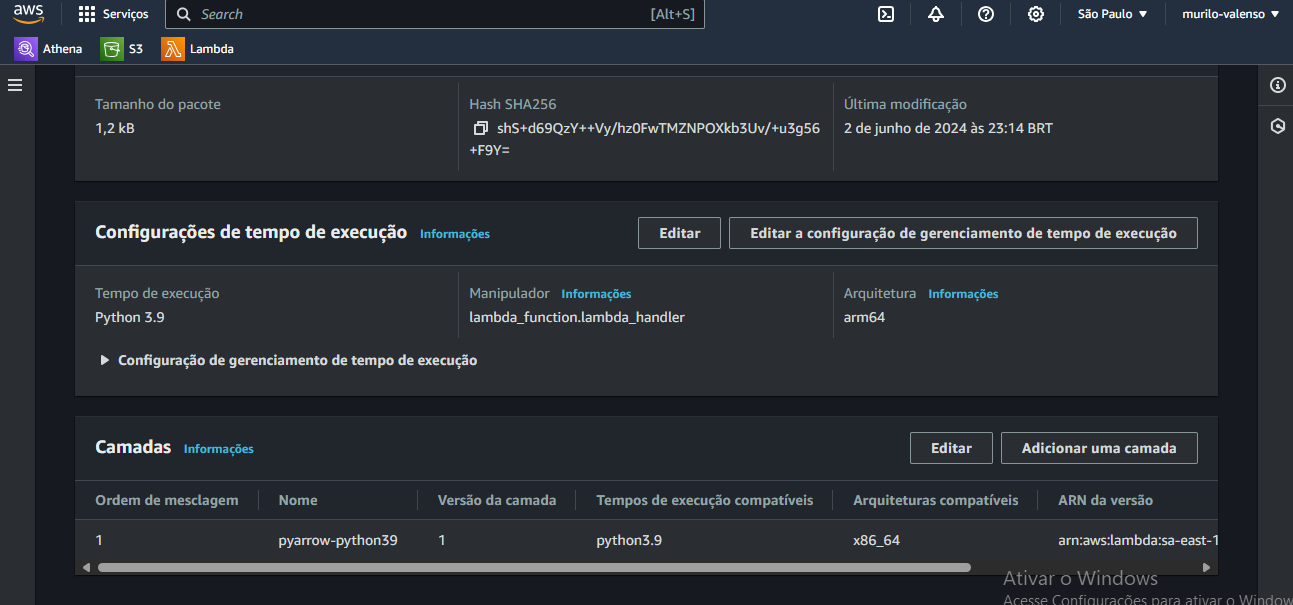 aws Serviços Search [Alt+S] São Paulo murilo-valenso
Athena S3 Lambda
Tamanho do pacote Hash SHA256 Última modificação
1,2 kB shS+d69QzY++Vy/hz0FwTMZNPOXkb3Uv/+u3g56 2 de junho de 2024 às 23:14 BRT
+F9Y=
Configurações de tempo de execução Informações Editar Editar a configuração de gerenciamento de tempo de execução
Tempo de execução Manipulador Informações Arquitetura Informações
Python 3.9 lambda_function.lambda_handler arm64
Configuração de gerenciamento de tempo de execução
Camadas Informações Editar Adicionar uma camada
Ordem de mesclagem Nome Versão da camada Tempos de execução compatíveis Arquiteturas compatíveis ARN da versão
1 pyarrow-python39 1 python3.9 x86_64 arn:aws:lambda:sa-east-1
Ativar o Windows
Acesse Configurações para ativar o Window